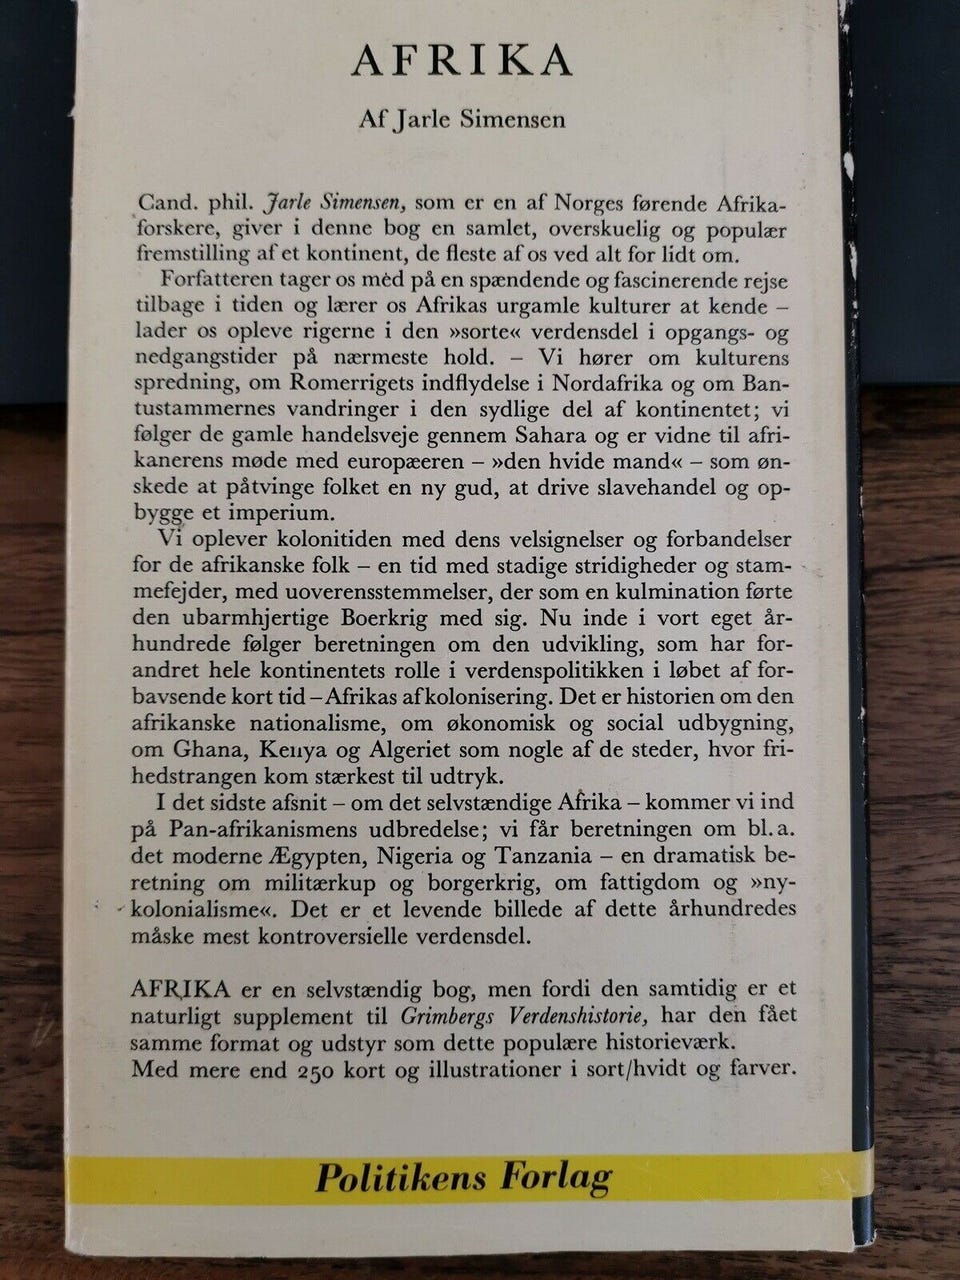 AFRIKA
Af Jarle Simensen
Cand. phil. Jarle Simensen, som er en af Norges førende Afrika-
forskere, giver i denne bog en samlet, overskuelig og populær
fremstilling af et kontinent, de fleste af os ved alt for lidt om.
Forfatteren tager os med på en spændende og fascinerende rejse
tilbage i tiden og lærer os Afrikas urgamle kulturer at kende –
lader os opleve rigerne i den »sorte« verdensdel i opgangs- og
nedgangstider på nærmeste hold. – Vi hører om kulturens
spredning, om Romerrigets indflydelse i Nordafrika og om Ban-
tustammernes vandringer i den sydlige del af kontinentet; vi
følger de gamle handelsveje gennem Sahara og er vidne til afri-
kanerens møde med europæeren – »den hvide mand« – som øn-
skede at påtvinge folket en ny gud, at drive slavehandel og op-
bygge et imperium.
Vi oplever kolonitiden med dens velsignelser og forbandelser
for de afrikanske folk – en tid med stadige stridigheder og stam-
mefejder, med uoverensstemmelser, der som en kulmination førte
den ubarmhjertige Boerkrig med sig. Nu inde i vort eget år-
hundrede følger beretningen om den udvikling, som har for-
andret hele kontinentets rolle i verdenspolitikken i løbet af for-
bavsende kort tid – Afrikas afkolonisering. Det er historien om den
afrikanske nationalisme, om økonomisk og social udbygning,
om Ghana, Kenya og Algeriet som nogle af de steder, hvor fri-
hedstrangen kom stærkest til udtryk.
I det sidste afsnit – om det selvstændige Afrika – kommer vi ind
på Pan-afrikanismens udbredelse; vi får beretningen om bl.a.
det moderne Ægypten, Nigeria og Tanzania – en dramatisk be-
retning om militærkup og borgerkrig, om fattigdom og »ny-
kolonialisme«. Det er et levende billede af dette århundredes
måske mest kontroversielle verdensdel.
AFRIKA er en selvstændig bog, men fordi den samtidig er et
naturligt supplement til Grimbergs Verdenshistorie, har den fået
samme format og udstyr som dette populære historieværk.
Med mere end 250 kort og illustrationer i sort/hvidt og farver.
Politikens Forlag